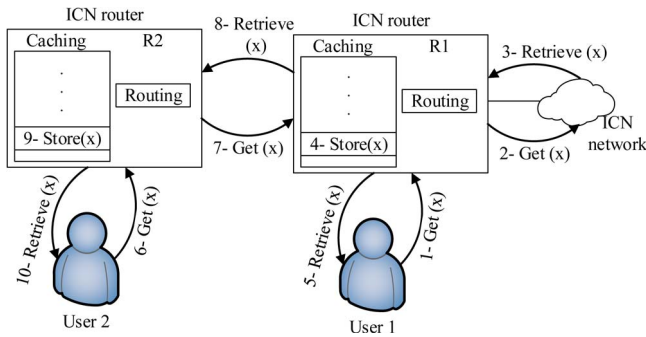 ICN router
Caching
R2
.
.
.
Routing
9- Store(x)
8- Retrieve
(x)
7- Get (x)
ICN router
Caching
R1
.
.
.
Routing
4- Store(x)
3- Retrieve (x)
2- Get (x)
ICN
network
10- Retrieve (x)
6- Get (x)
User 2
5- Retrieve (x)
1- Get (x)
User 1